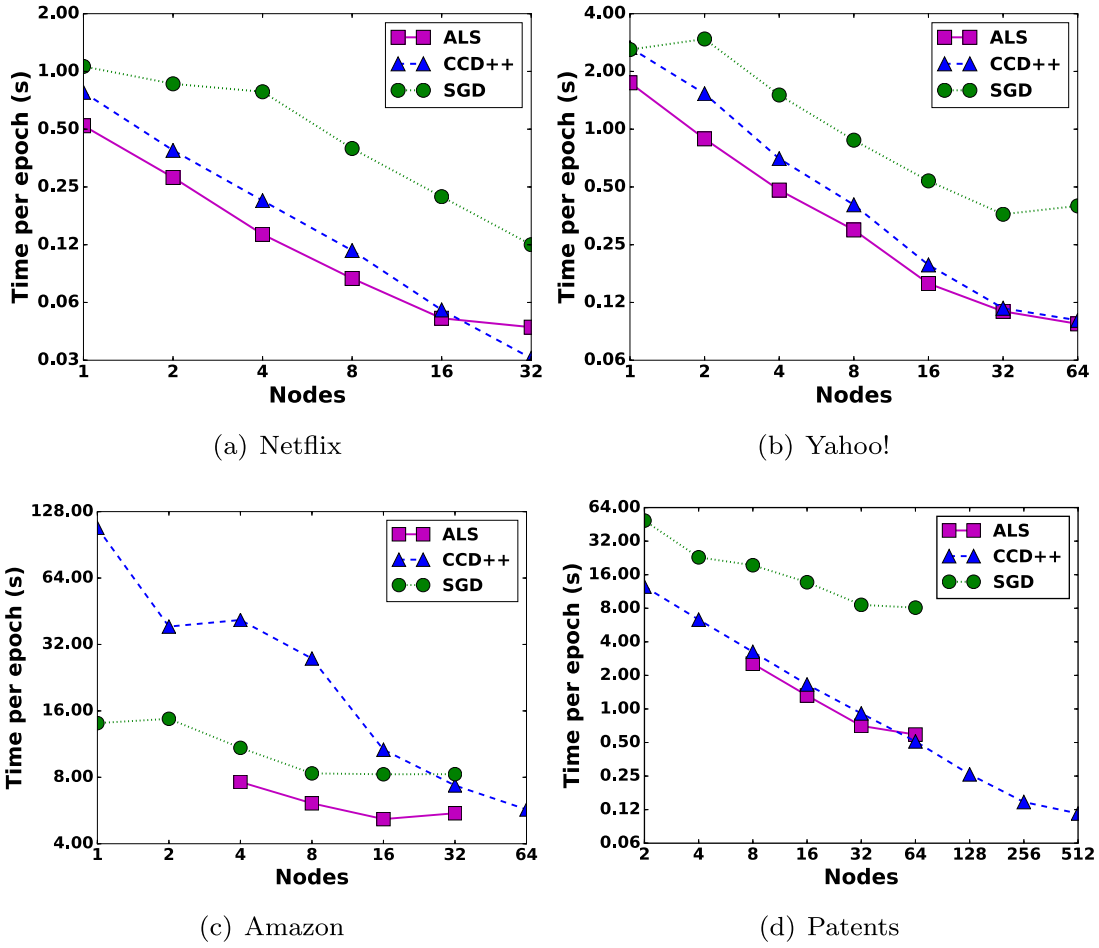 2.00
1.00
0.50
0.25
0.12
0.06
0.03
Time per epoch (s)
1 2 4 8 16 32
Nodes
ALS
CCD++
SGD
(a) Netflix
4.00
2.00
1.00
0.50
0.25
0.12
0.06
Time per epoch (s)
1 2 4 8 16 32 64
Nodes
ALS
CCD++
SGD
(b) Yahoo!
128.00
64.00
32.00
16.00
8.00
4.00
Time per epoch (s)
1 2 4 8 16 32 64
Nodes
ALS
CCD++
SGD
(c) Amazon
64.00
32.00
16.00
8.00
4.00
2.00
1.00
0.50
0.25
0.12
0.06
Time per epoch (s)
2 4 8 16 32 64 128 256 512
Nodes
ALS
CCD++
SGD
(d) Patents